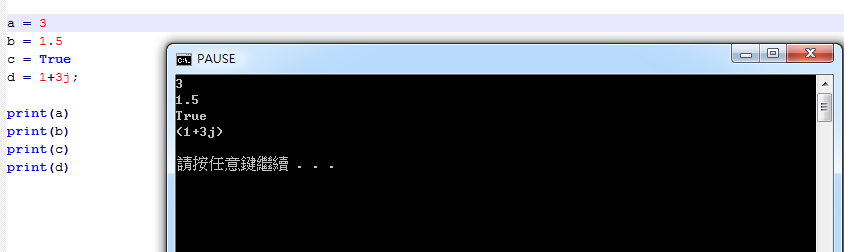 a = 3
b = 1.5
c = True
d = 1+3j;
print(a)
print(b)
print(c)
print(d)
C:\.
PAUSE
3
1.5
True
(1+3j)
請按任意鍵繼續 . . .